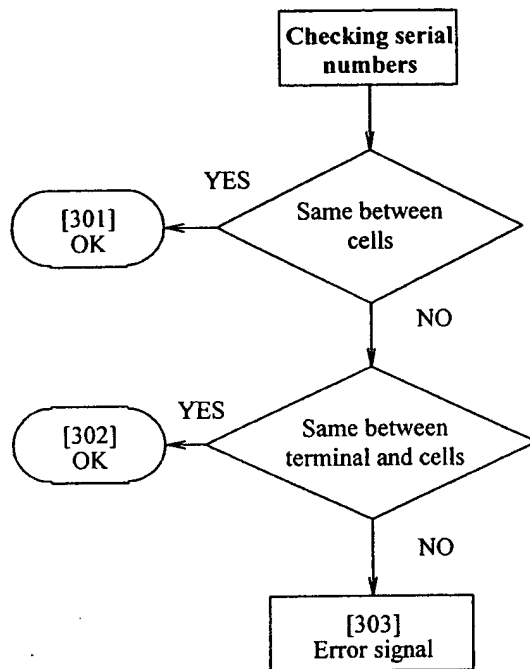 Checking serial
numbers
YES
Same between
cells
[301]
OK
NO
YES
Same between
terminal and cells
[302]
OK
NO
[303]
Error signal